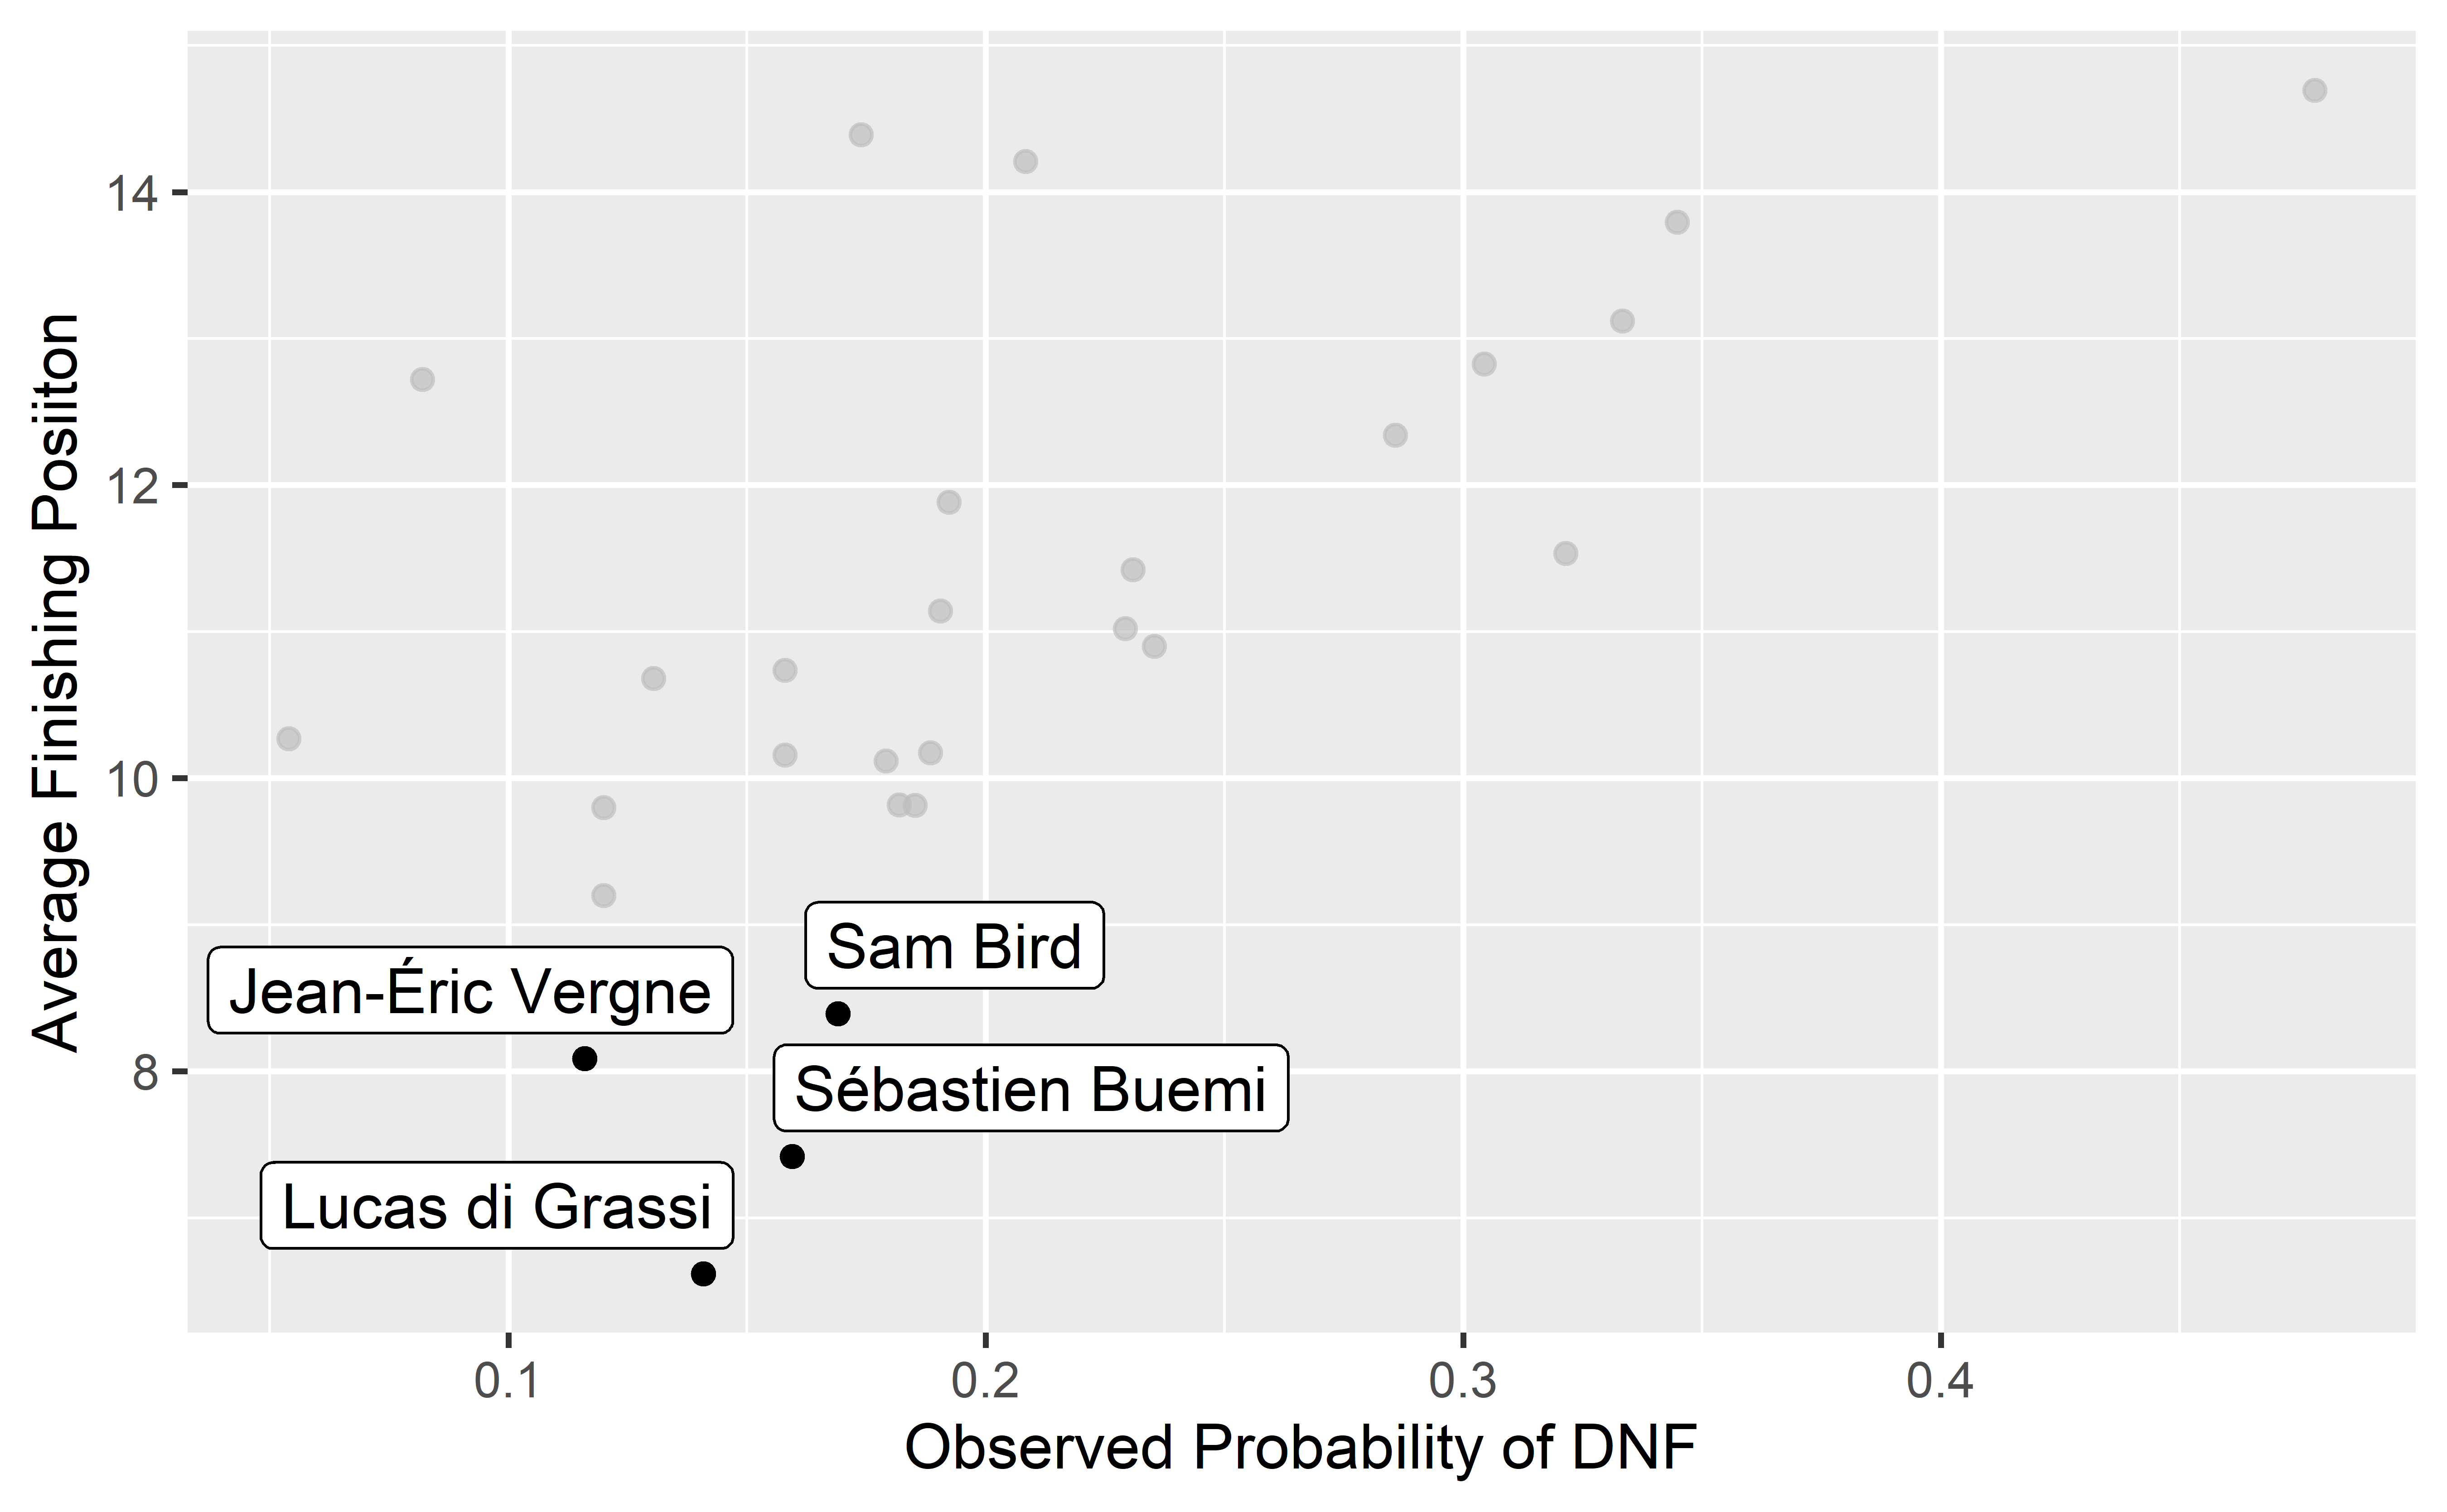 Average Finishing Posiiton
14
12
10
8
Sam Bird
Jean-Éric Vergne
Sébastien Buemi
Lucas di Grassi
0.1
0.2
0.3
0.4
Observed Probability of DNF